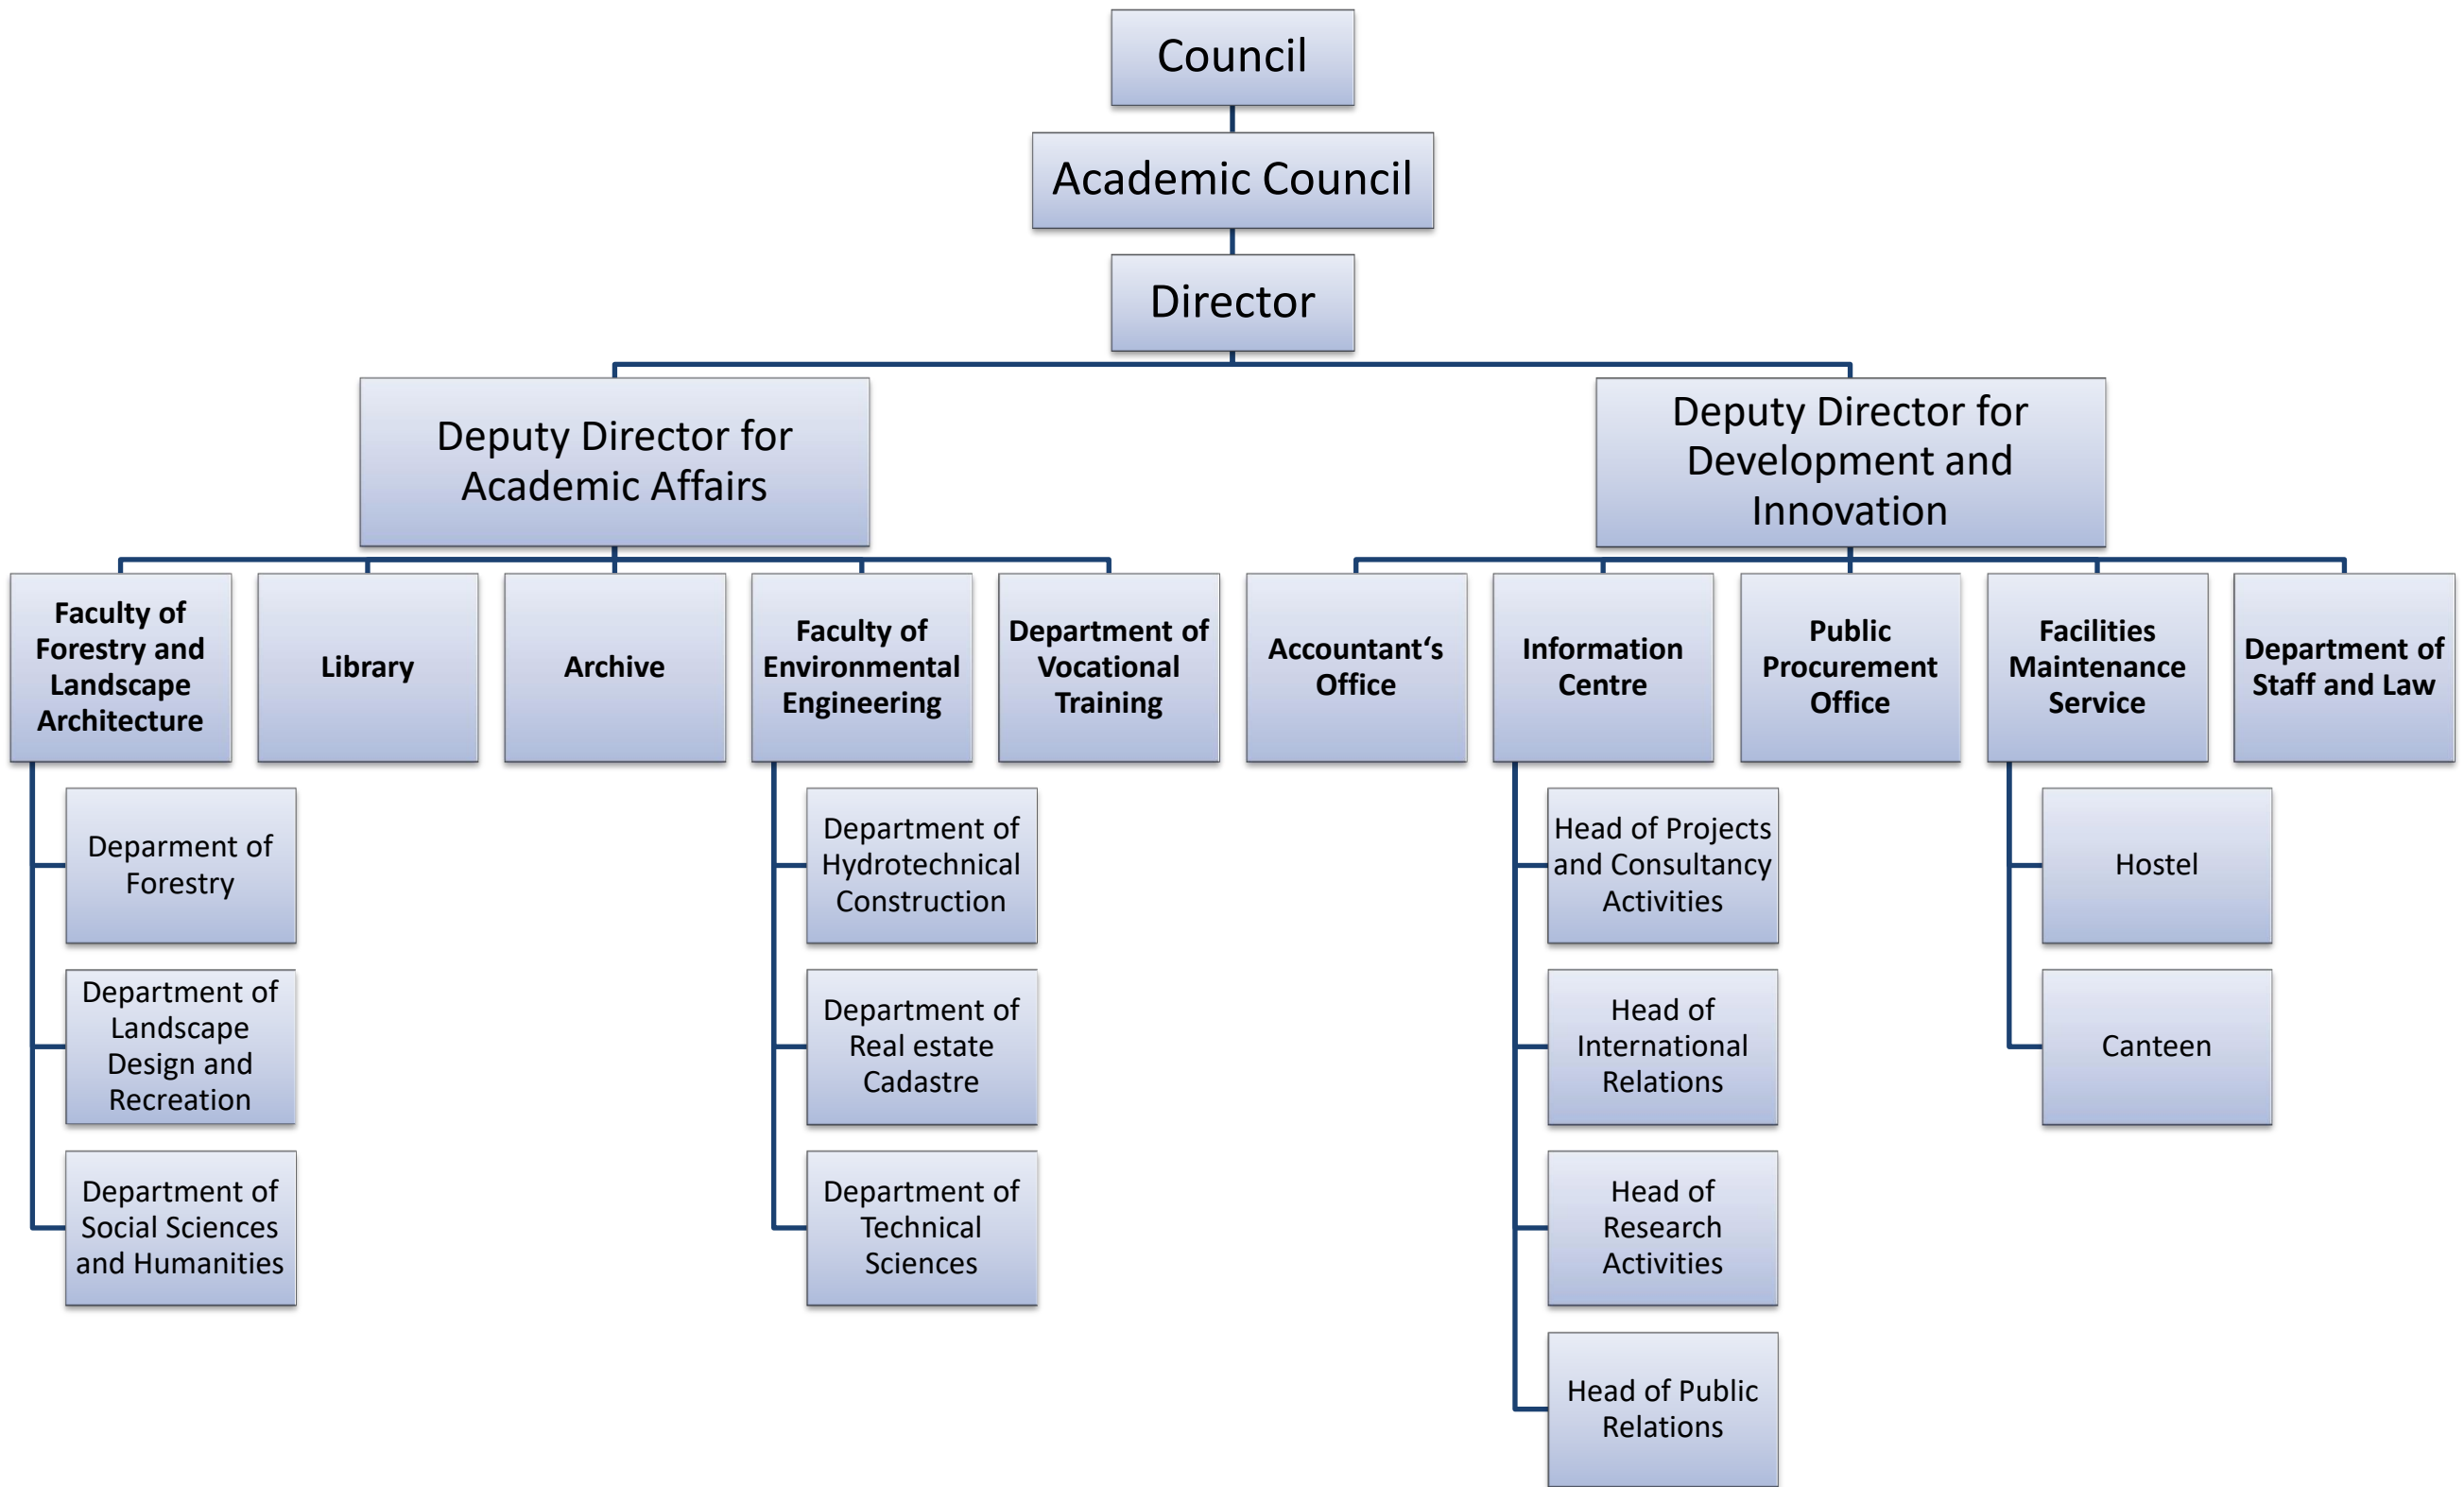 Council
Academic Council
Director
Deputy Director for
Academic Affairs
Deputy Director for
Development and
Innovation
Faculty of
Forestry and
Landscape
Architecture
Library
Archive
Faculty of
Environmental
Engineering
Department of
Vocational
Training
Accountant‘s
Office
Information
Centre
Public
Procurement
Office
Facilities
Maintenance
Service
Department of
Staff and Law
Deparment of
Forestry
Department of
Landscape
Design and
Recreation
Department of
Social Sciences
and Humanities
Department of
Hydrotechnical
Construction
Department of
Real estate
Cadastre
Department of
Technical
Sciences
Head of Projects
and Consultancy
Activities
Head of
International
Relations
Head of
Research
Activities
Head of Public
Relations
Hostel
Canteen